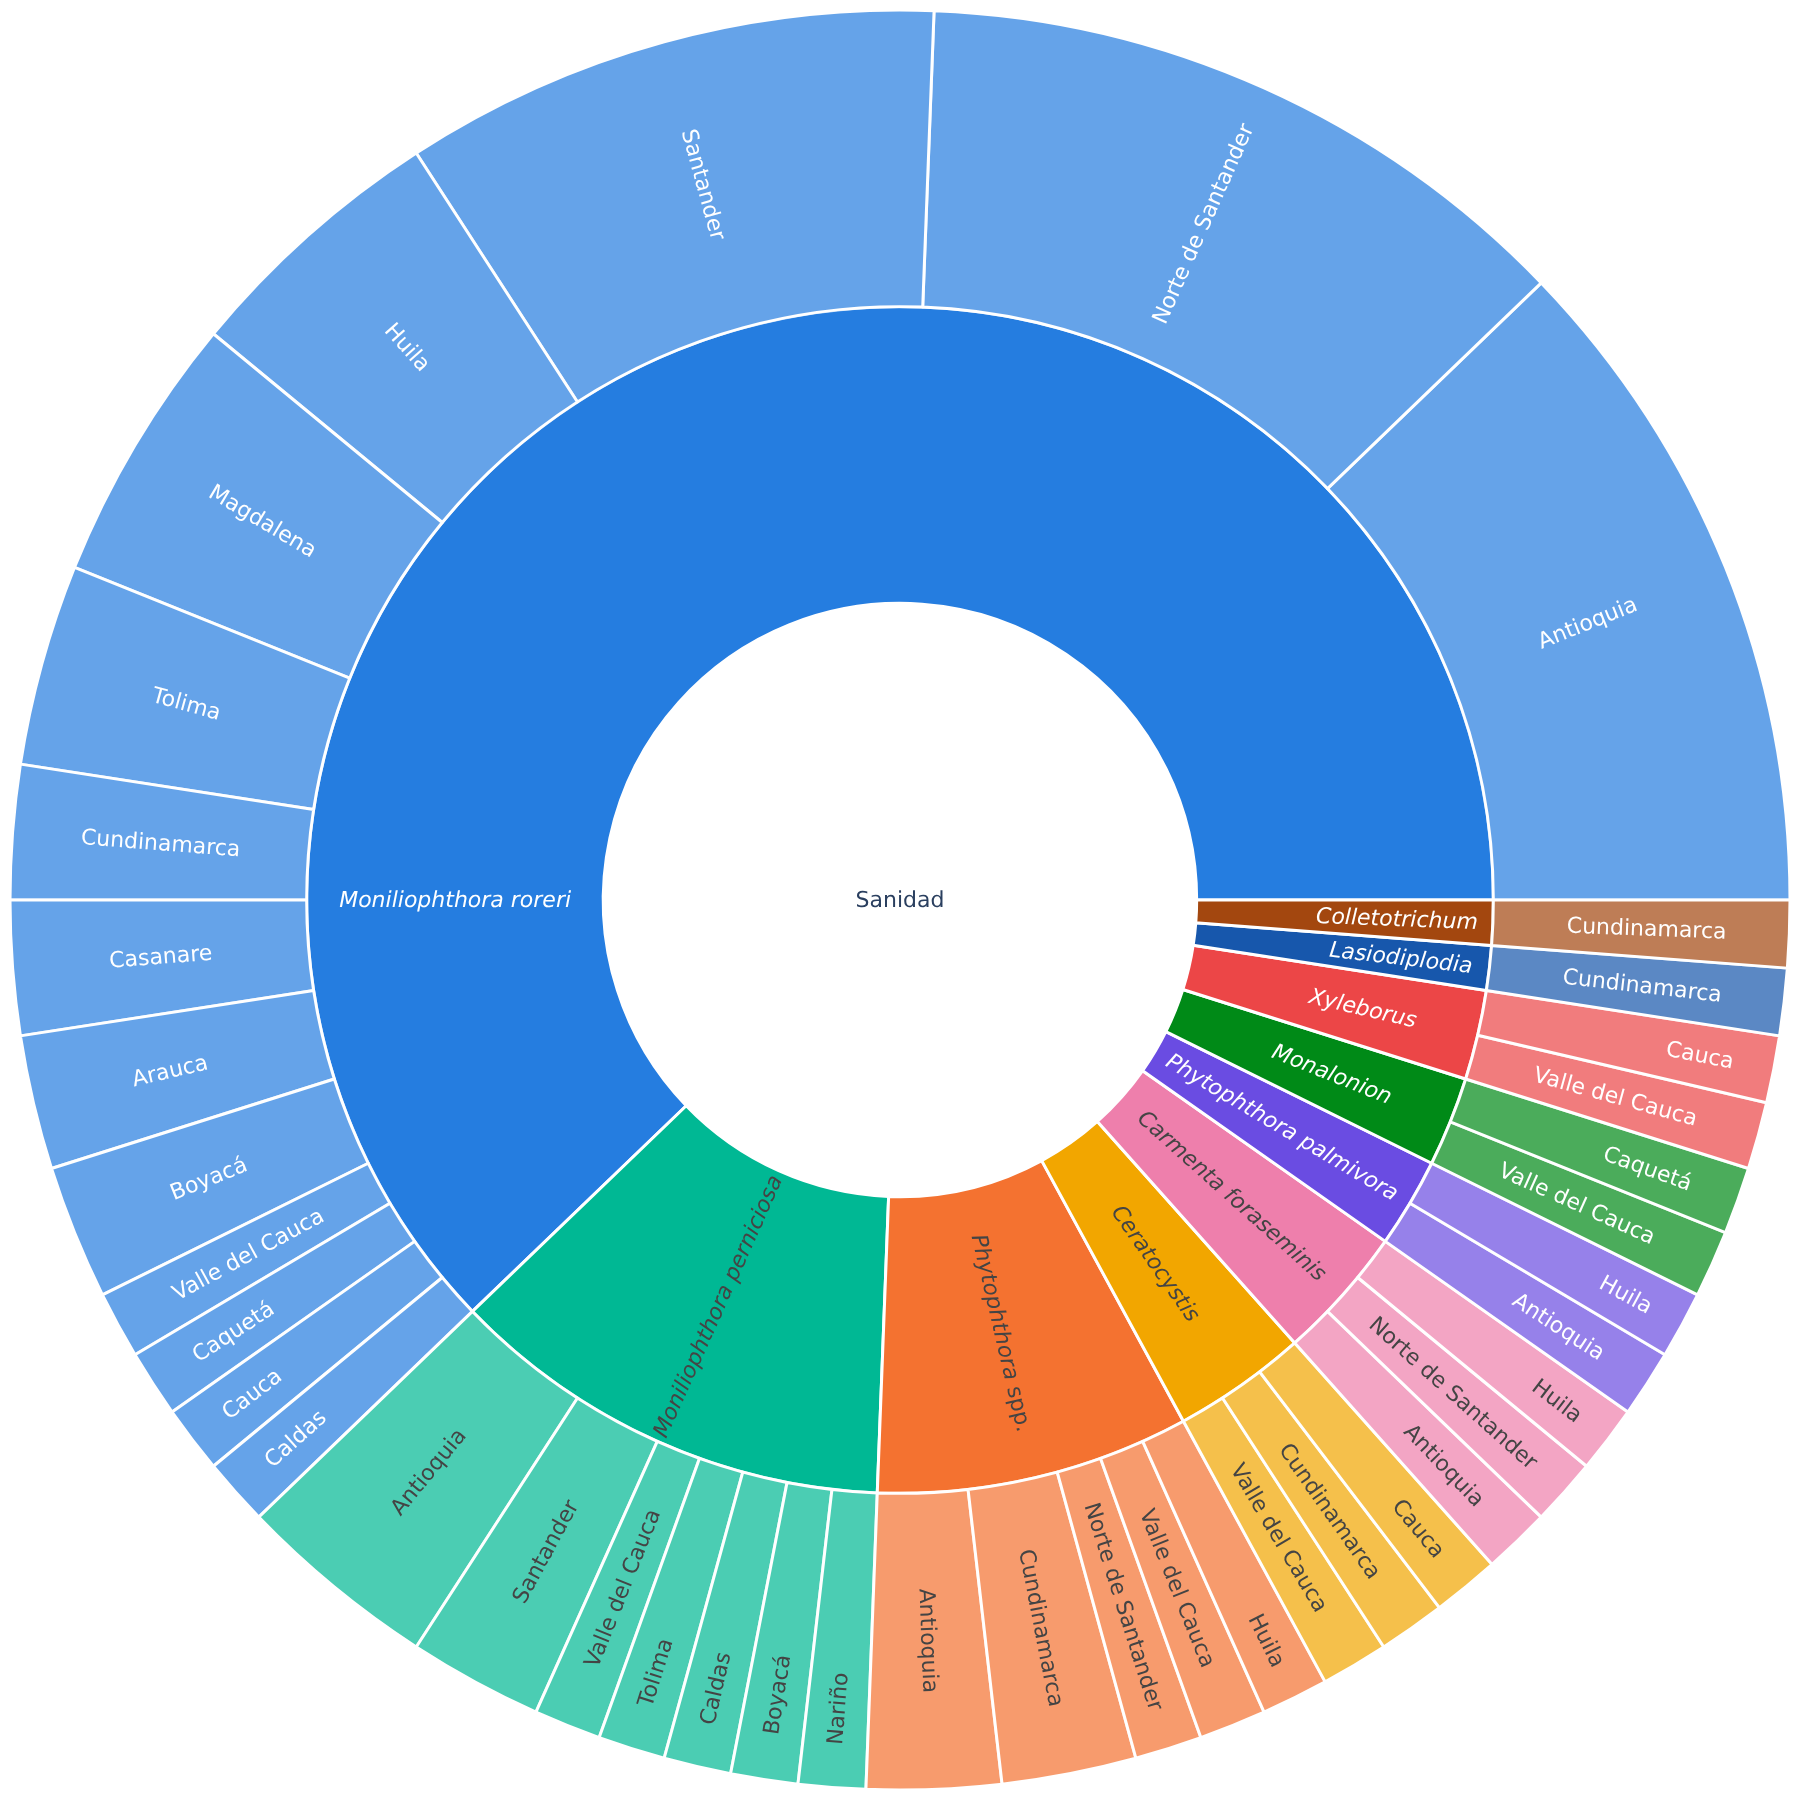 Sanidad
Moniliophthora roreri
Antioquia
Norte de Santander
Santander
Huila
Magdalena
Tolima
Cundinamarca
Casanare
Arauca
Boyacá
Valle del Cauca
Caquetá
Cauca
Caldas
Moniliophthora perniciosa
Antioquia
Santander
Valle del Cauca
Tolima
Caldas
Boyacá
Nariño
Phytophthora spp.
Antioquia
Cundinamarca
Norte de Santander
Valle del Cauca
Huila
Ceratocystis
Valle del Cauca
Cundinamarca
Cauca
Carmenta foraseminis
Antioquia
Norte de Santander
Huila
Phytophthora palmivora
Antioquia
Huila
Monalonion
Valle del Cauca
Caquetá
Xyleborus
Valle del Cauca
Cauca
Lasiodiplodia
Cundinamarca
Colletotrichum
Cundinamarca